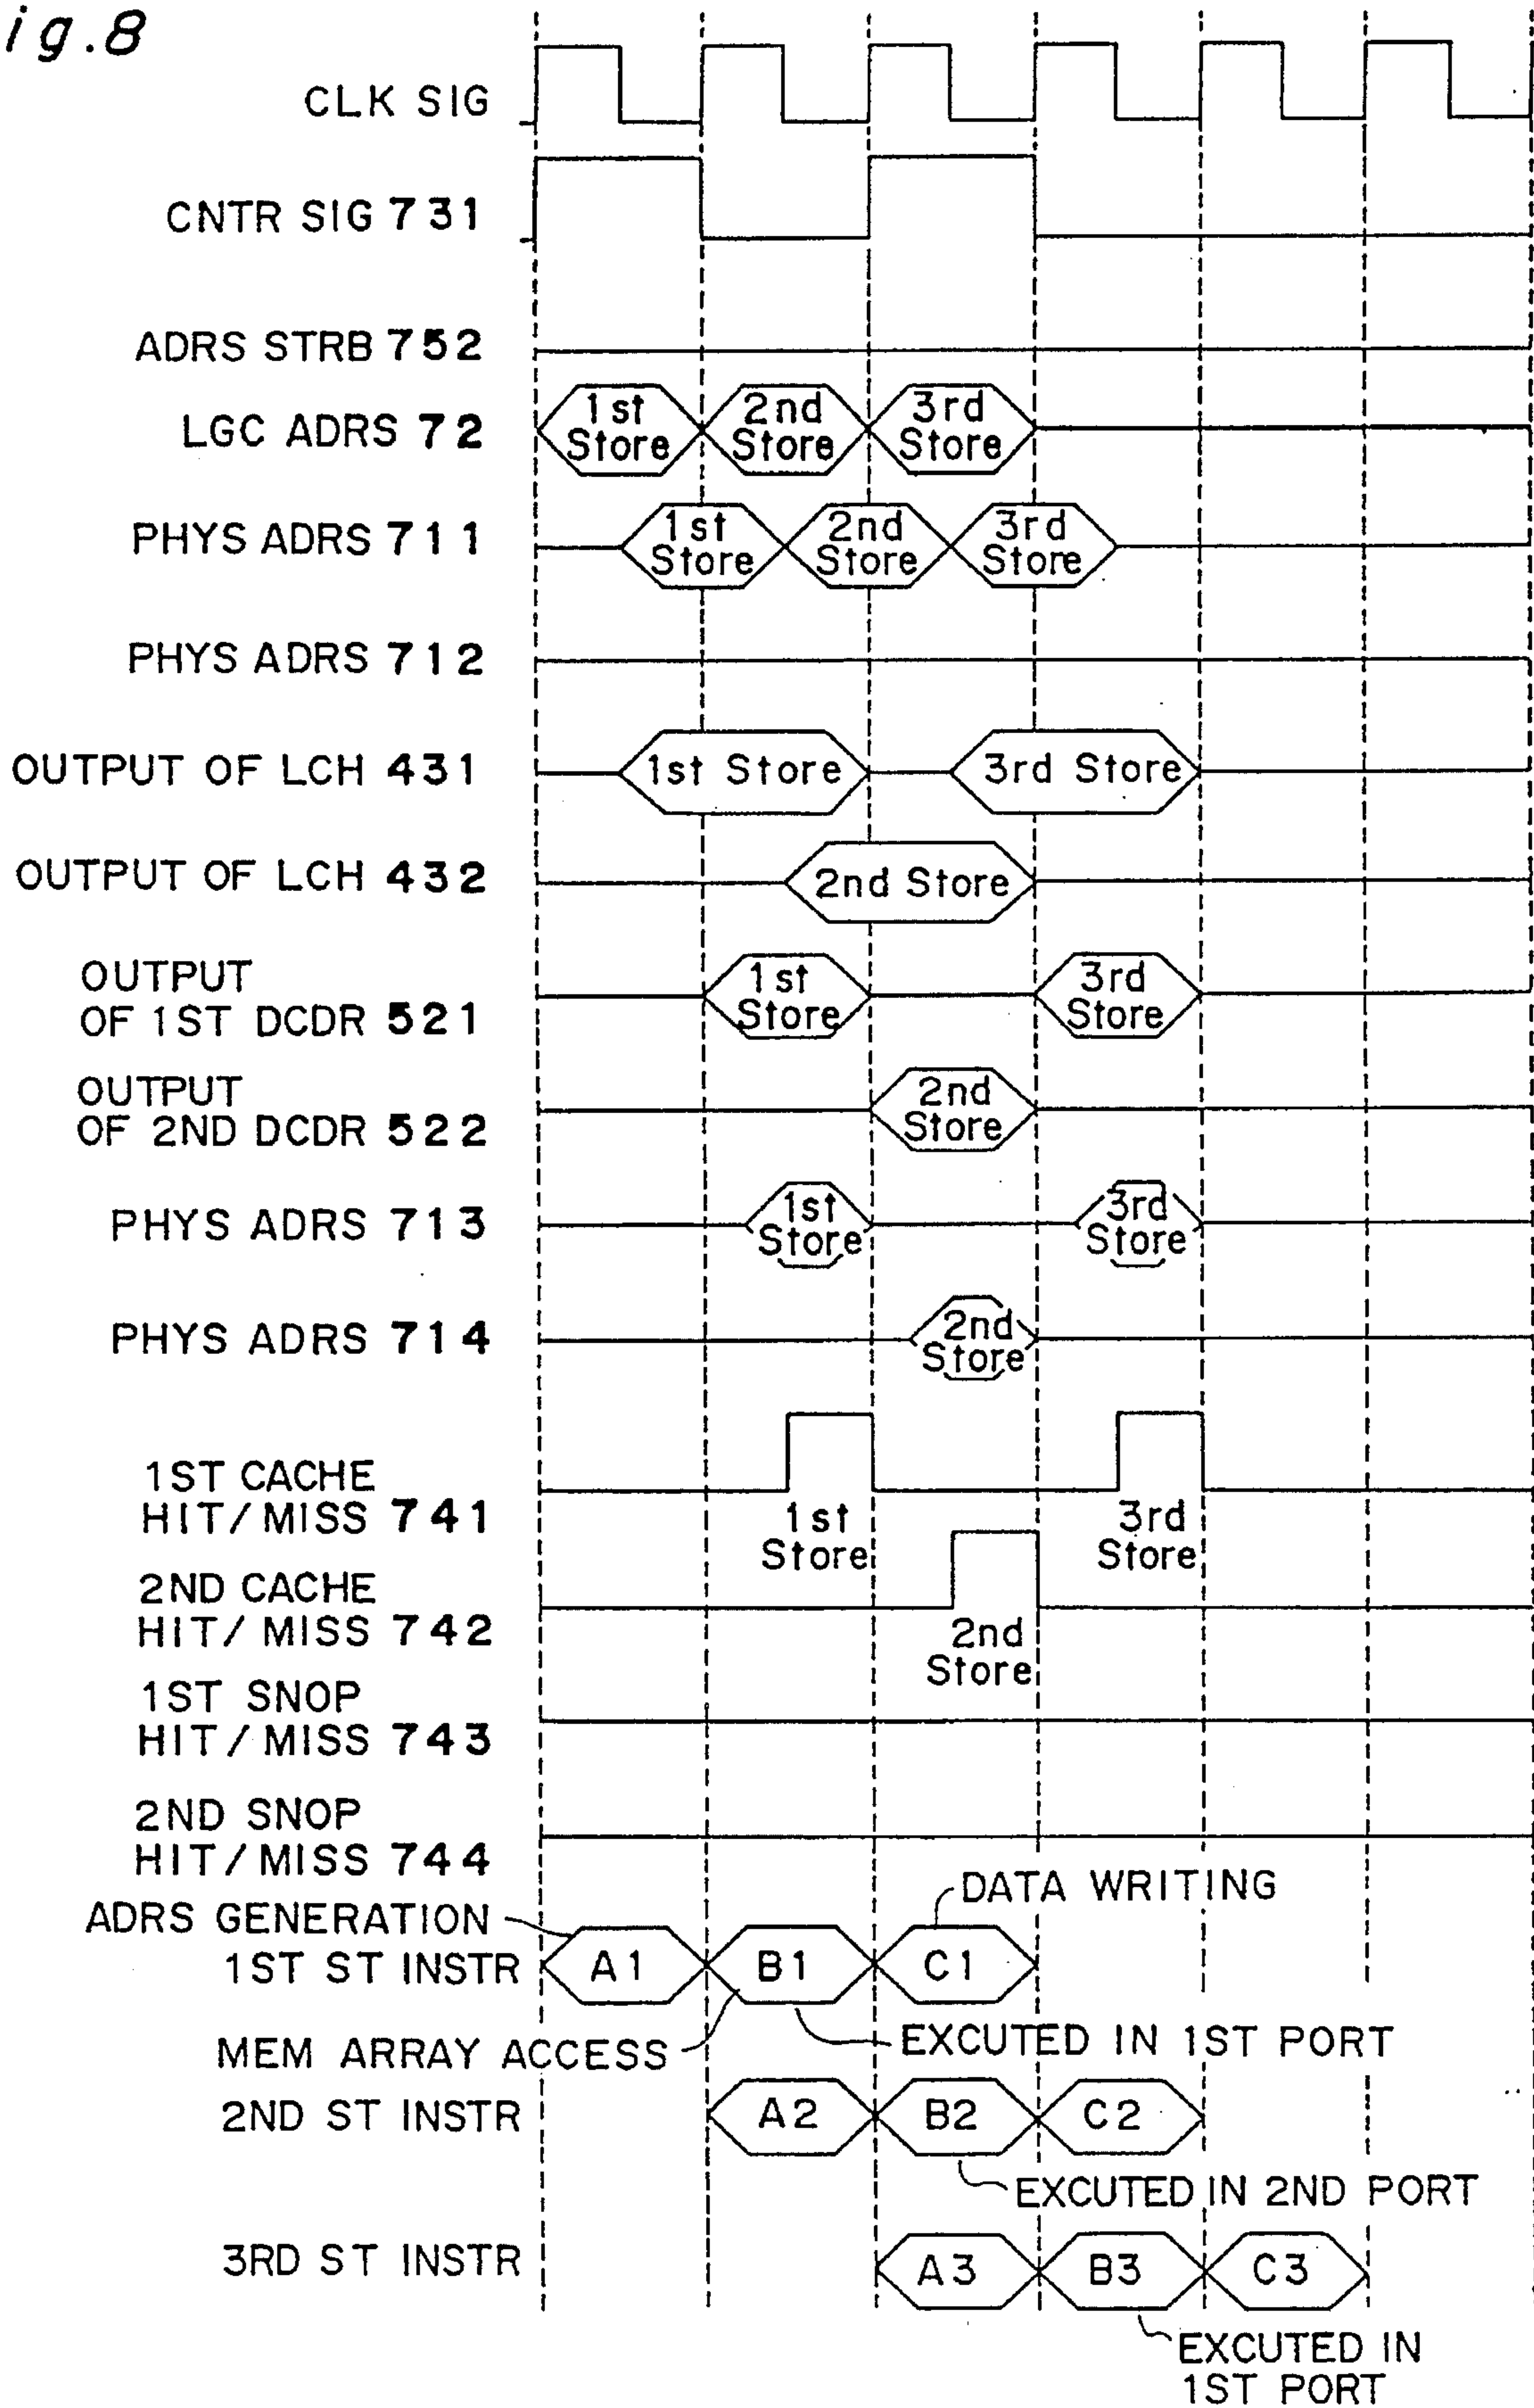 ig.8
CLK SIG
CNTR SIG 731
ADRS STRB 752
LGC ADRS 72
1st Store
2nd Store
3rd Store
PHYS ADRS 711
1st Store
2nd Store
3rd Store
PHYS ADRS 712
OUTPUT OF LCH 431
1st Store
3rd Store
OUTPUT OF LCH 432
2nd Store
OUTPUT
OF 1ST DCDR 521
1st Store
3rd Store
OUTPUT
OF 2ND DCDR 522
2nd Store
PHYS ADRS 713
1st Store
3rd Store
PHYS ADRS 714
2nd Store
1ST CACHE
HIT/MISS 741
1st Store
3rd Store
2ND CACHE
HIT/MISS 742
2nd Store
1ST SNOP
HIT/MISS 743
2ND SNOP
HIT/MISS 744
DATA WRITING
ADRS GENERATION
1ST ST INSTR
A1
B1
C1
MEM ARRAY ACCESS
EXCUTED IN 1ST PORT
2ND ST INSTR
A2
B2
C2
EXCUTED IN 2ND PORT
3RD ST INSTR
A3
B3
C3
EXCUTED IN
1ST PORT